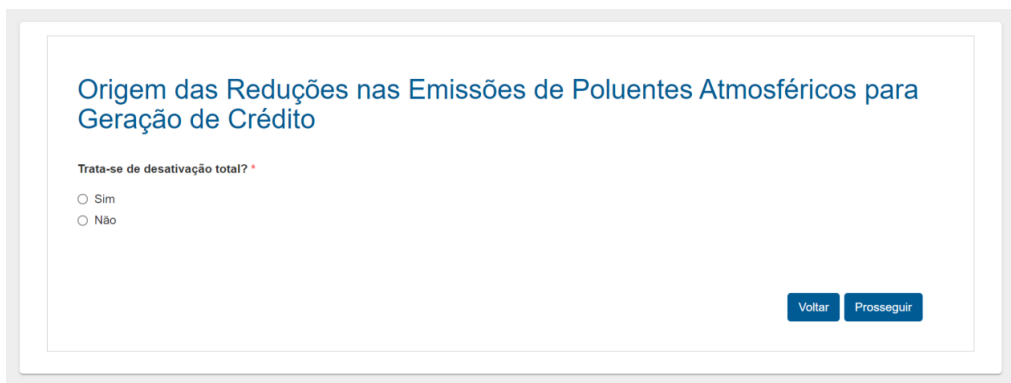 Origem das Reduções nas Emissões de Poluentes Atmosféricos para
Geração de Crédito
Trata-se de desativação total? *
Sim
Não
Voltar
Prosseguir